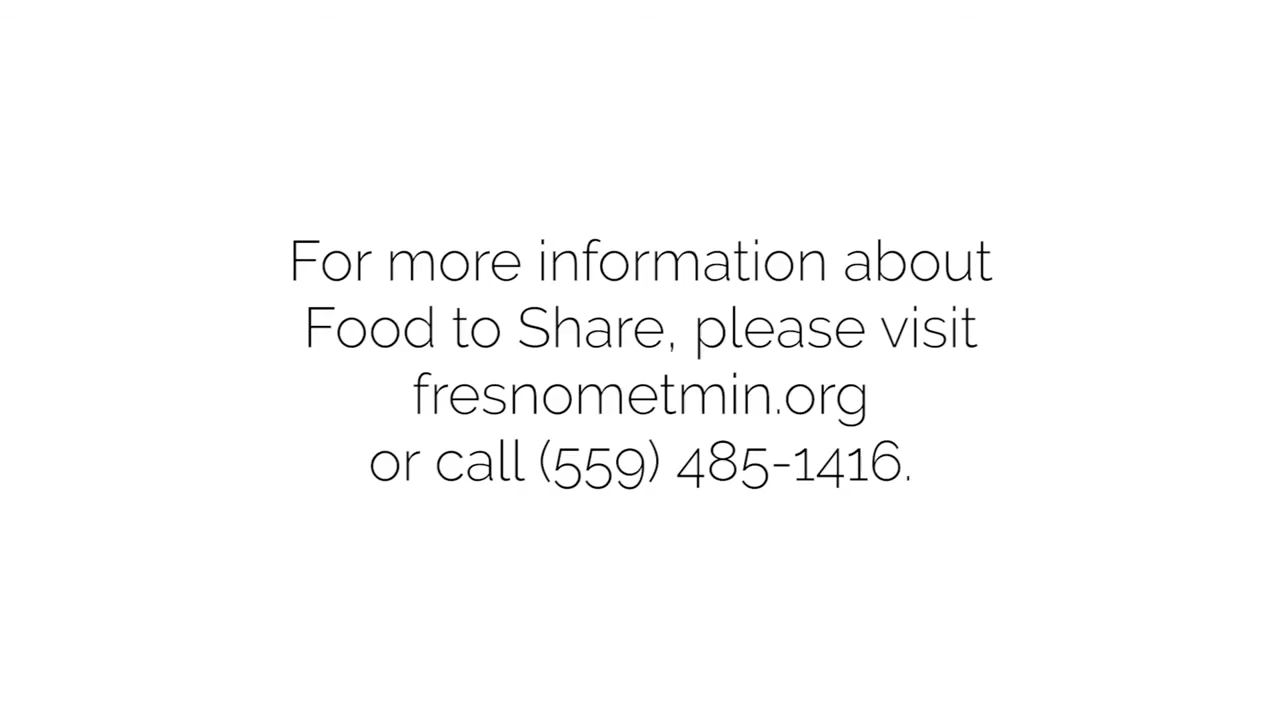 For more information about
Food to Share, please visit
fresnometmin.org
or call (559) 485-1416.